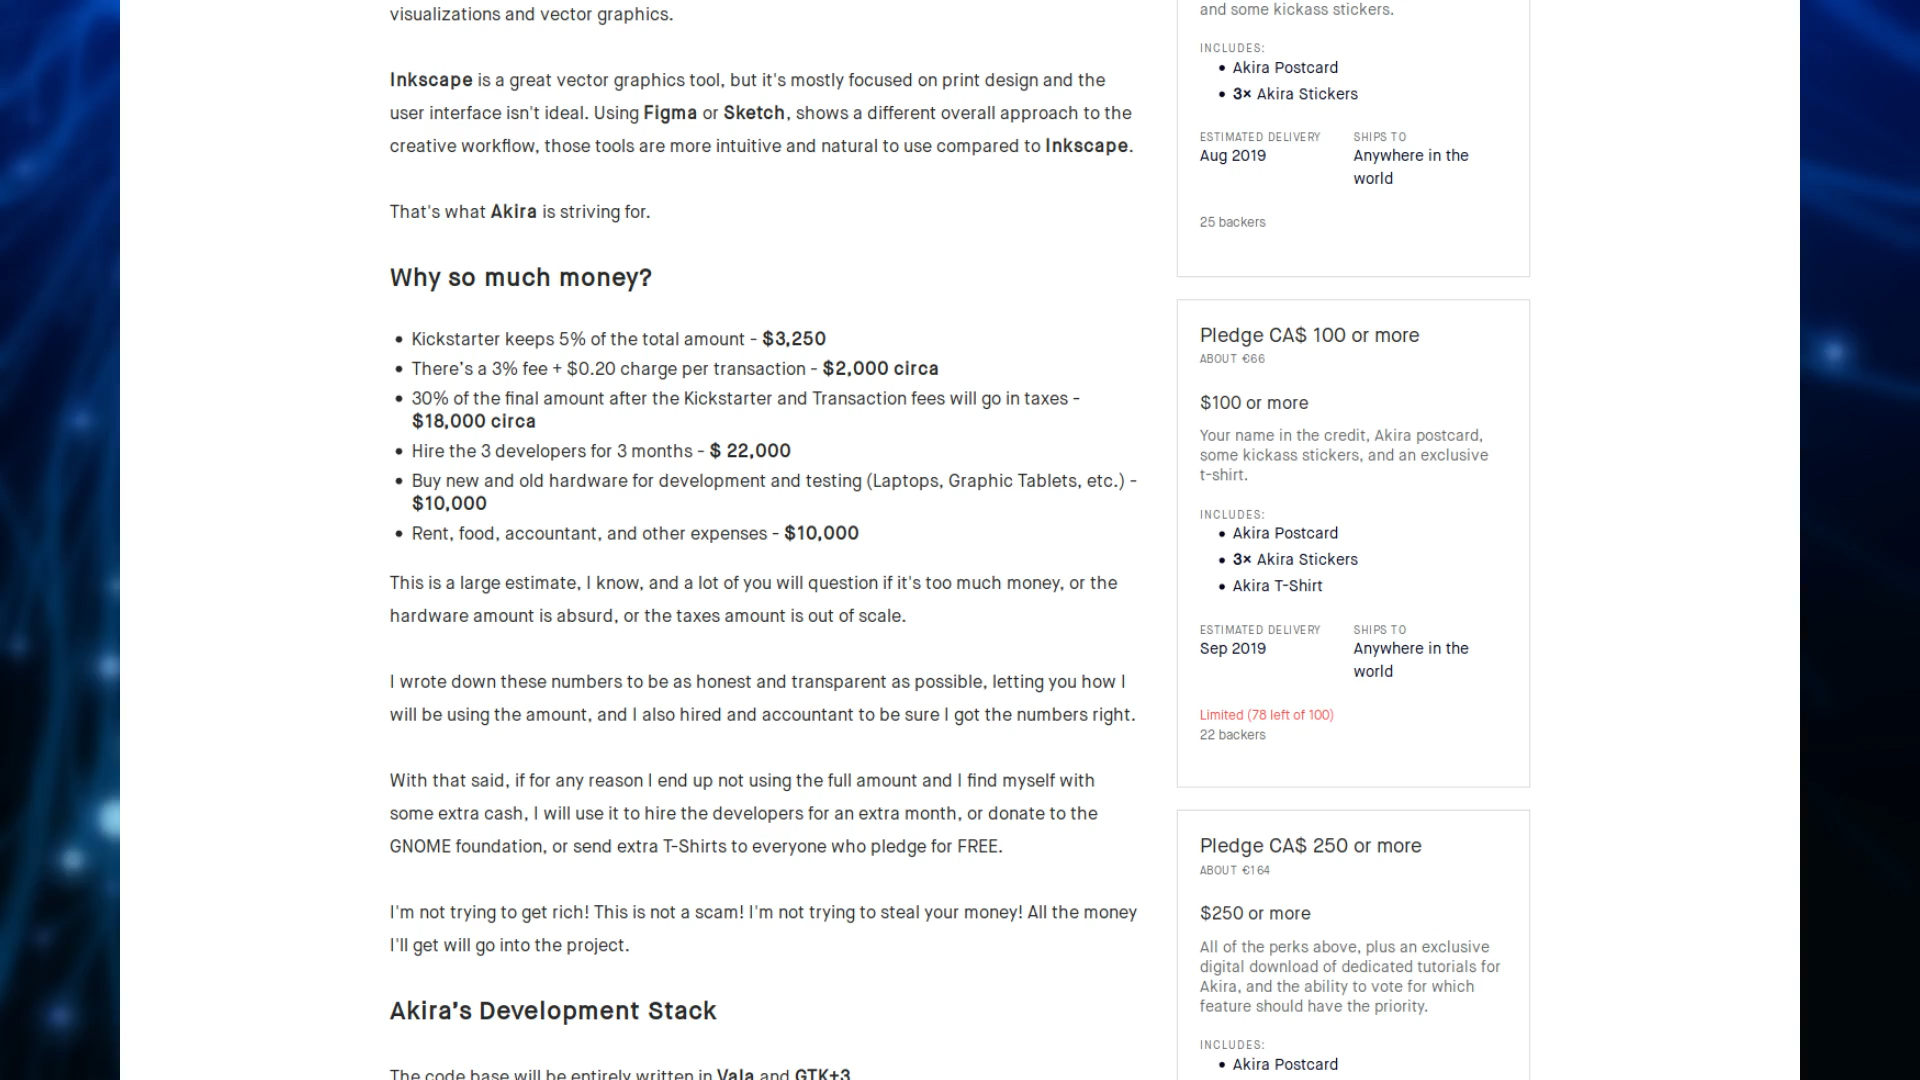 visualizations and vector graphics.
Inkscape is a great vector graphics tool, but it's mostly focused on print design and the
user interface isn't ideal. Using Figma or Sketch, shows a different overall approach to the
creative workflow, those tools are more intuitive and natural to use compared to Inkscape.
That's what Akira is striving for.
Why so much money?
• Kickstarter keeps 5% of the total amount - $3,250
• There's a 3% fee + $0.20 charge per transaction - $2,000 circa
• 30% of the final amount after the Kickstarter and Transaction fees will go in taxes -
$18,000 circa
• Hire the 3 developers for 3 months - $ 22,000
• Buy new and old hardware for development and testing (Laptops, Graphic Tablets, etc.) -
$10,000
• Rent, food, accountant, and other expenses - $10,000
This is a large estimate, I know, and a lot of you will question if it's too much money, or the
hardware amount is absurd, or the taxes amount is out of scale.
I wrote down these numbers to be as honest and transparent as possible, letting you how I
will be using the amount, and I also hired and accountant to be sure I got the numbers right.
With that said, if for any reason I end up not using the full amount and I find myself with
some extra cash, I will use it to hire the developers for an extra month, or donate to the
GNOME foundation, or send extra T-Shirts to everyone who pledge for FREE.
I'm not trying to get rich! This is not a scam! I'm not trying to steal your money! All the money
I'll get will go into the project.
Akira's Development Stack
The code base will be entirely written in Vala and GTK+3
and some kickass stickers.
INCLUDES:
• Akira Postcard
• 3× Akira Stickers
ESTIMATED DELIVERY SHIPS TO
Aug 2019 Anywhere in the
world
25 backers
Pledge CA$ 100 or more
ABOUT €66
$100 or more
Your name in the credit, Akira postcard,
some kickass stickers, and an exclusive
t-shirt.
INCLUDES:
• Akira Postcard
• 3× Akira Stickers
• Akira T-Shirt
ESTIMATED DELIVERY SHIPS TO
Sep 2019 Anywhere in the
world
Limited (78 left of 100)
22 backers
Pledge CA$ 250 or more
ABOUT €164
$250 or more
All of the perks above, plus an exclusive
digital download of dedicated tutorials for
Akira, and the ability to vote for which
feature should have the priority.
INCLUDES:
• Akira Postcard